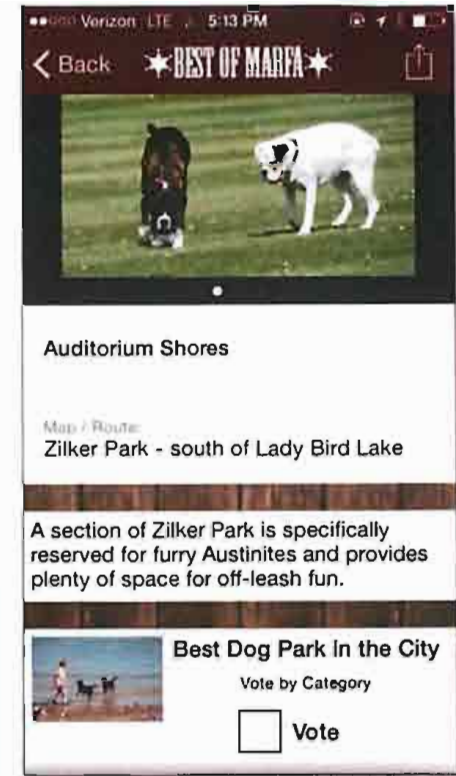 Verizon LTE 5:13 PM
Back BEST OF MARFA
Auditorium Shores
Map / Route:
Zilker Park - south of Lady Bird Lake
A section of Zilker Park is specifically
reserved for furry Austinites and provides
plenty of space for off-leash fun.
Best Dog Park in the City
Vote by Category
Vote